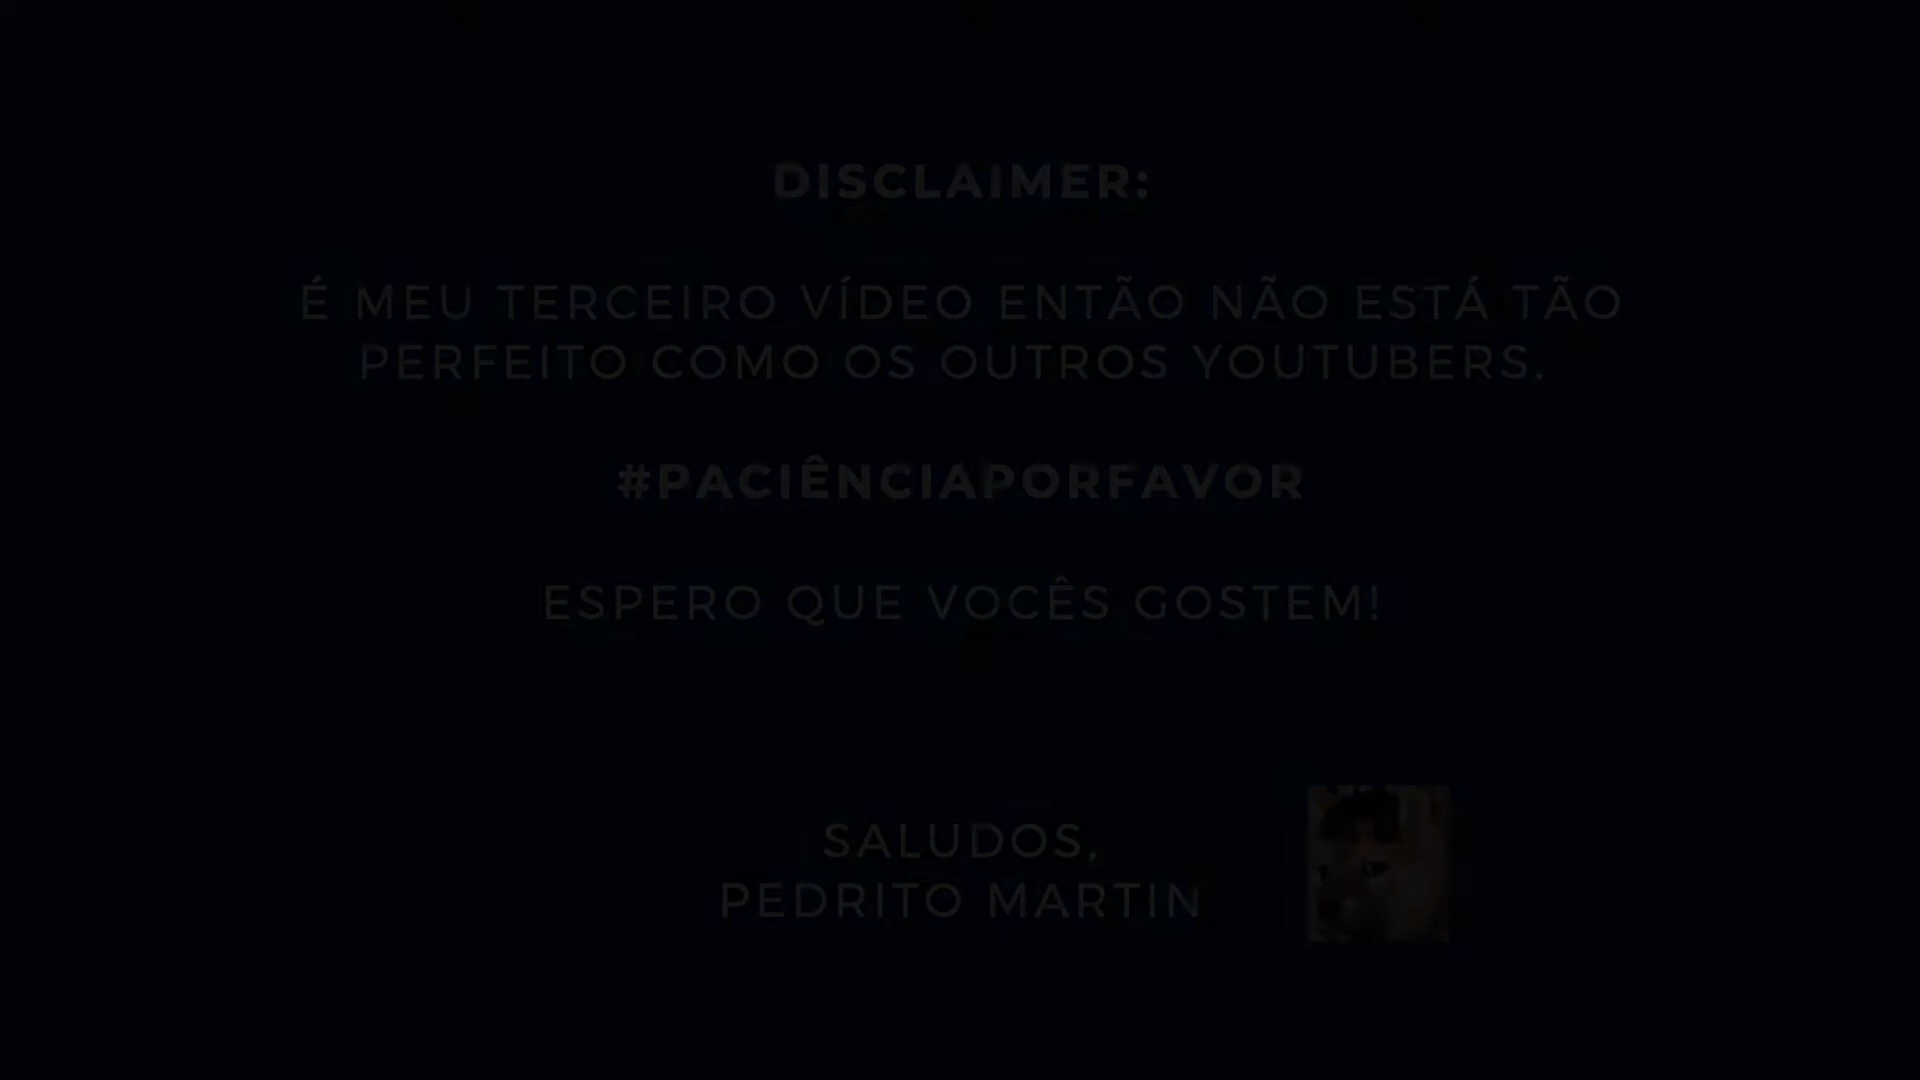 DISCLAIMER:
É MEU TERCEIRO VÍDEO ENTÃO NÃO ESTÁ TÃO
PERFEITO COMO OS OUTROS YOUTUBERS.
#PACIÊNCIAPORFAVOR
ESPERO QUE VOCÊS GOSTEM!
SALUDOS,
PEDRITO MARTIN